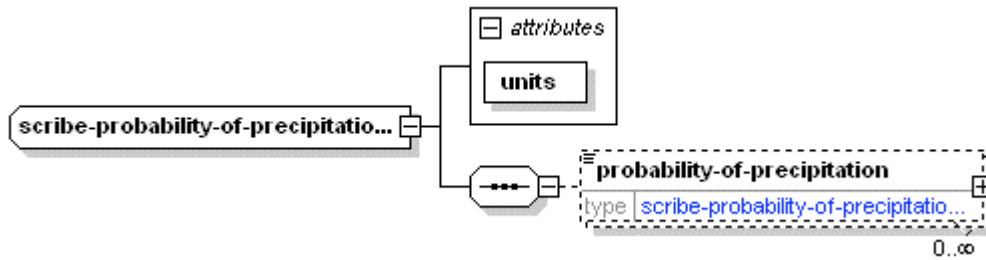 attributes
units
scribe-probability-of-precipitatio...
probability-of-precipitation
type scribe-probability-of-precipitatio...
0..∞